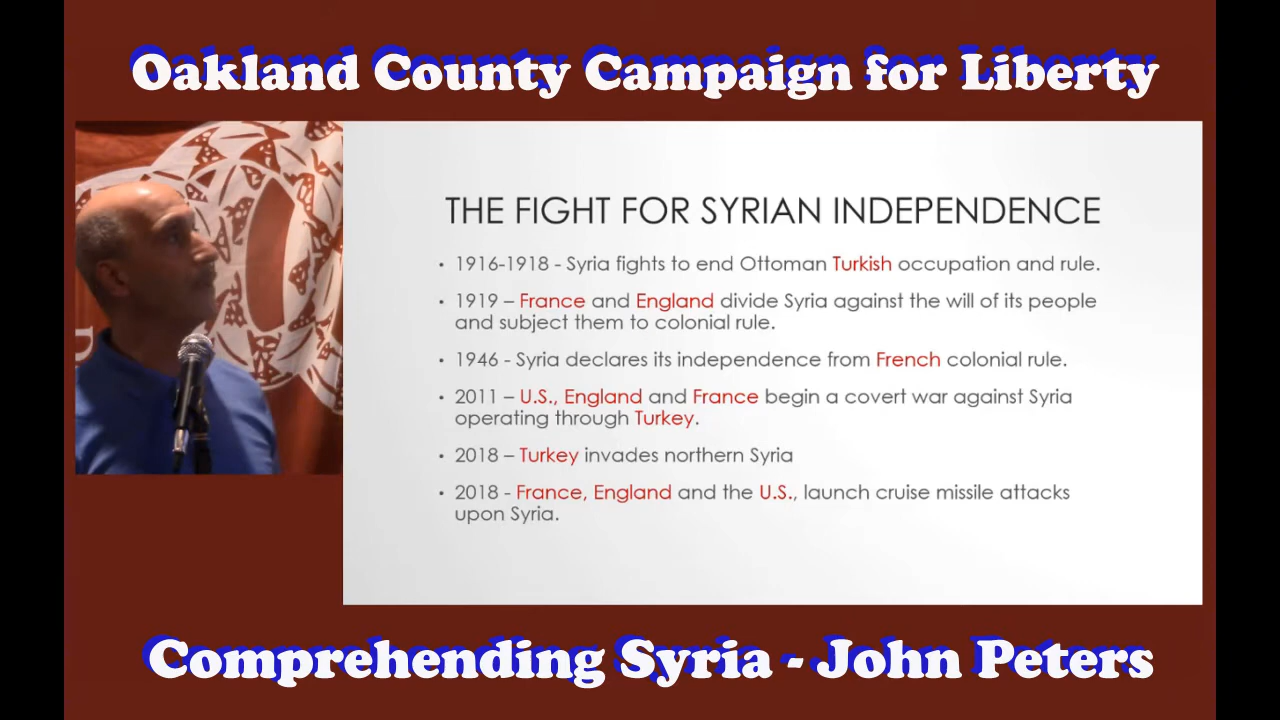 Oakland County Campaign for Liberty
THE FIGHT FOR SYRIAN INDEPENDENCE
• 1916-1918 - Syria fights to end Ottoman Turkish occupation and rule.
• 1919 – France and England divide Syria against the will of its people
and subject them to colonial rule.
• 1946 - Syria declares its independence from French colonial rule.
• 2011 – U.S., England and France begin a covert war against Syria
operating through Turkey.
• 2018 – Turkey invades northern Syria
• 2018 - France, England and the U.S., launch cruise missile attacks
upon Syria.
Comprehending Syria - John Peters